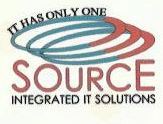 IT HAS ONLY ONE
SOURCE
INTEGRATED IT SOLUTIONS